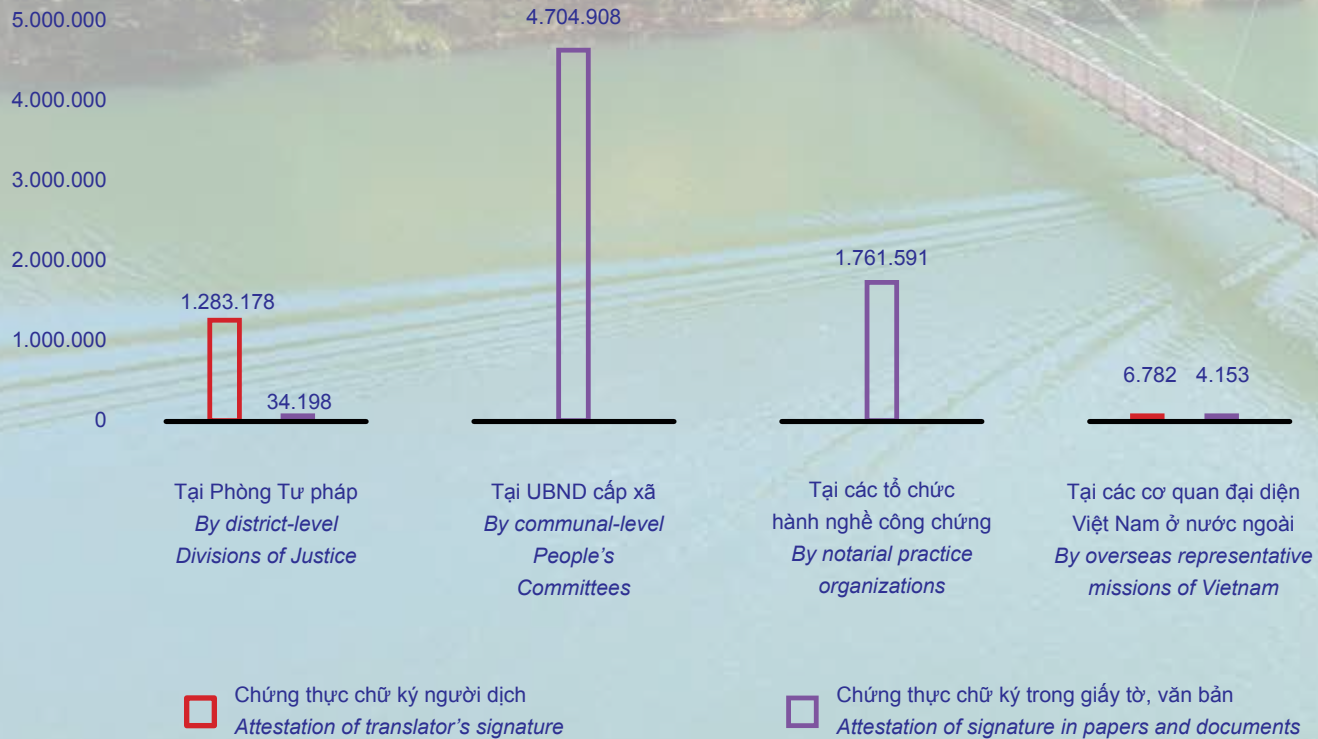 5.000.000
4.000.000
3.000.000
2.000.000
1.000.000
0
1.283.178
34.198
4.704.908
1.761.591
6.782 4.153
Tại Phòng Tư pháp
By district-level
Divisions of Justice
Tại UBND cấp xã
By communal-level
People's
Committees
Tại các tổ chức
hành nghề công chứng
By notarial practice
organizations
Tại các cơ quan đại diện
Việt Nam ở nước ngoài
By overseas representative
missions of Vietnam
Chứng thực chữ ký người dịch
Attestation of translator's signature
Chứng thực chữ ký trong giấy tờ, văn bản
Attestation of signature in papers and documents